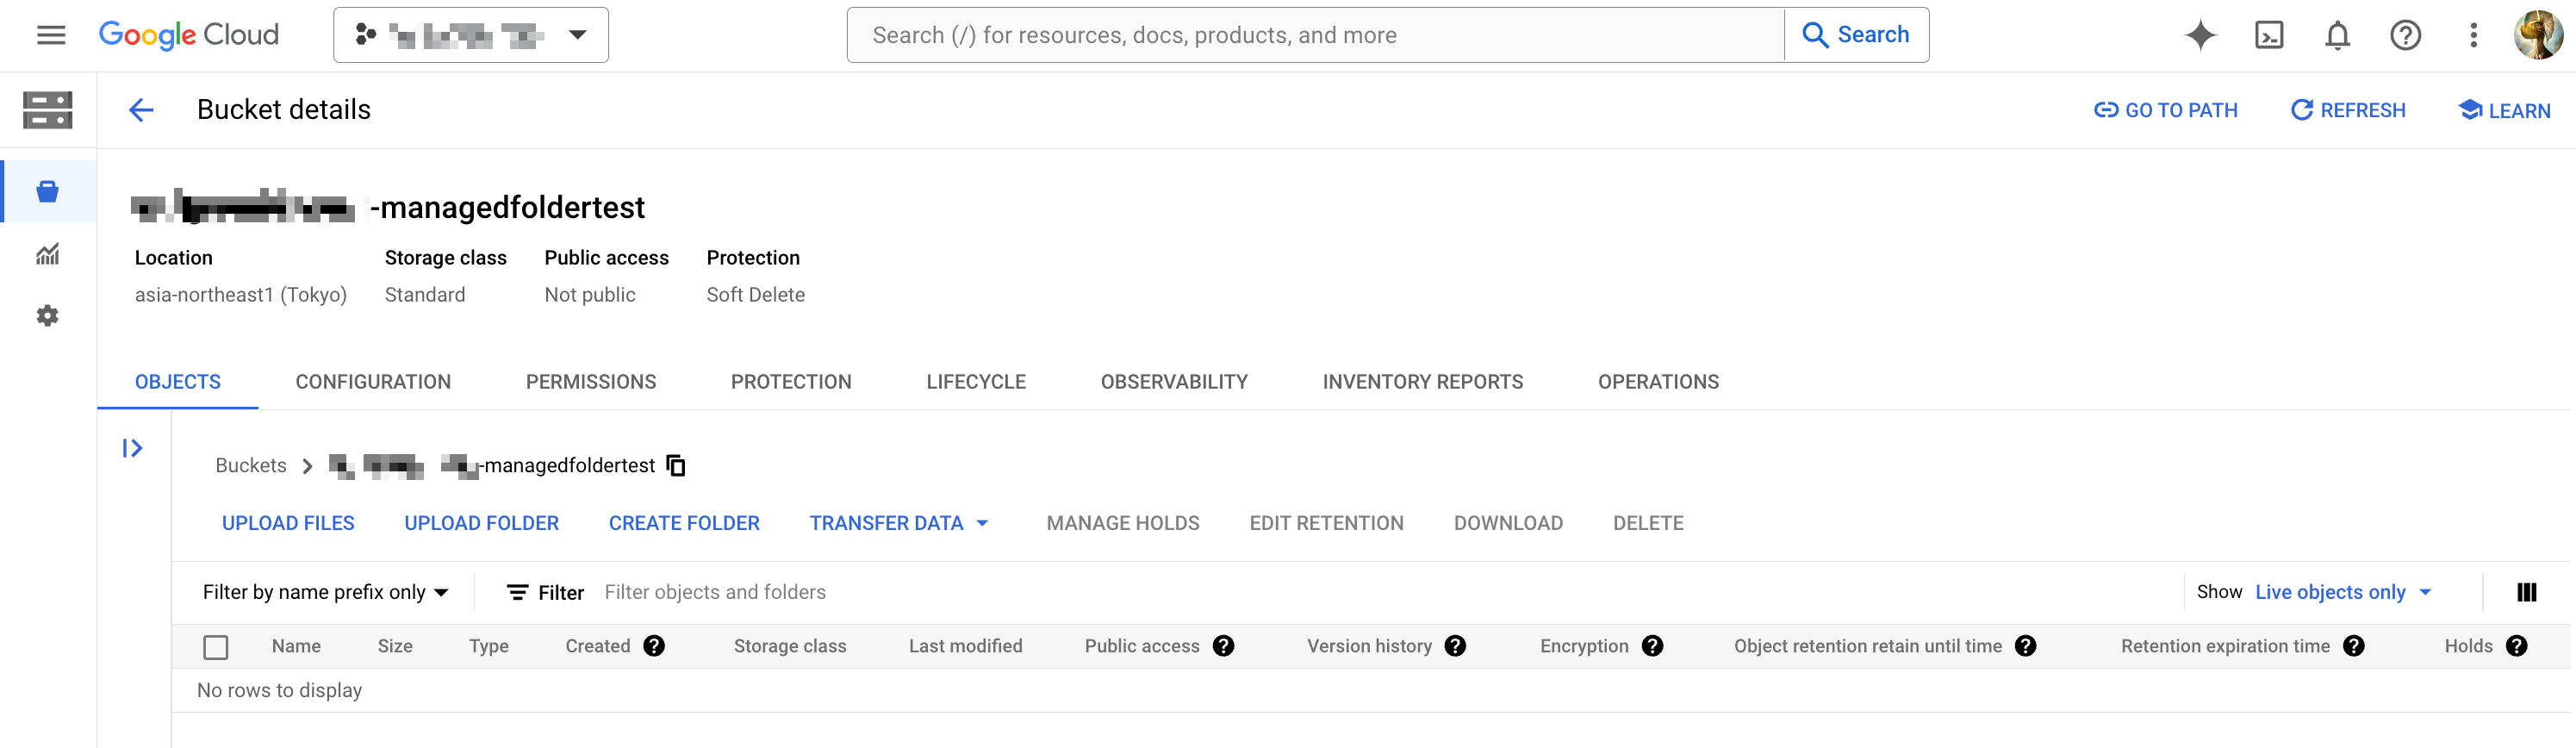 Google Cloud
Search (/) for resources, docs, products, and more
Search
Bucket details
GO TO PATH
REFRESH
LEARN
-managedfoldertest
Location Storage class Public access Protection
asia-northeast1 (Tokyo) Standard Not public Soft Delete
OBJECTS CONFIGURATION PERMISSIONS PROTECTION LIFECYCLE OBSERVABILITY INVENTORY REPORTS OPERATIONS
Buckets > -managedfoldertest
UPLOAD FILES UPLOAD FOLDER CREATE FOLDER TRANSFER DATA MANAGE HOLDS EDIT RETENTION DOWNLOAD DELETE
Filter by name prefix only Filter Filter objects and folders Show Live objects only
Name Size Type Created Storage class Last modified Public access Version history Encryption Object retention retain until time Retention expiration time Holds
No rows to display